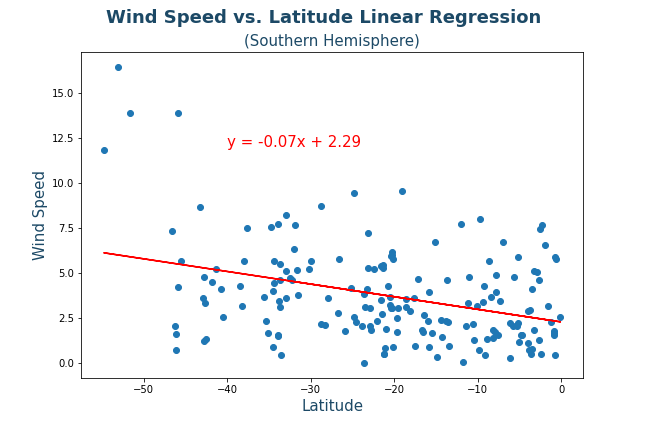 Wind Speed vs. Latitude Linear Regression
(Southern Hemisphere)
15.0
12.5
y = -0.07x + 2.29
10.0
7.5
Wind Speed
5.0
2.5
0.0
−50 −40 −30 −20 −10 0
Latitude